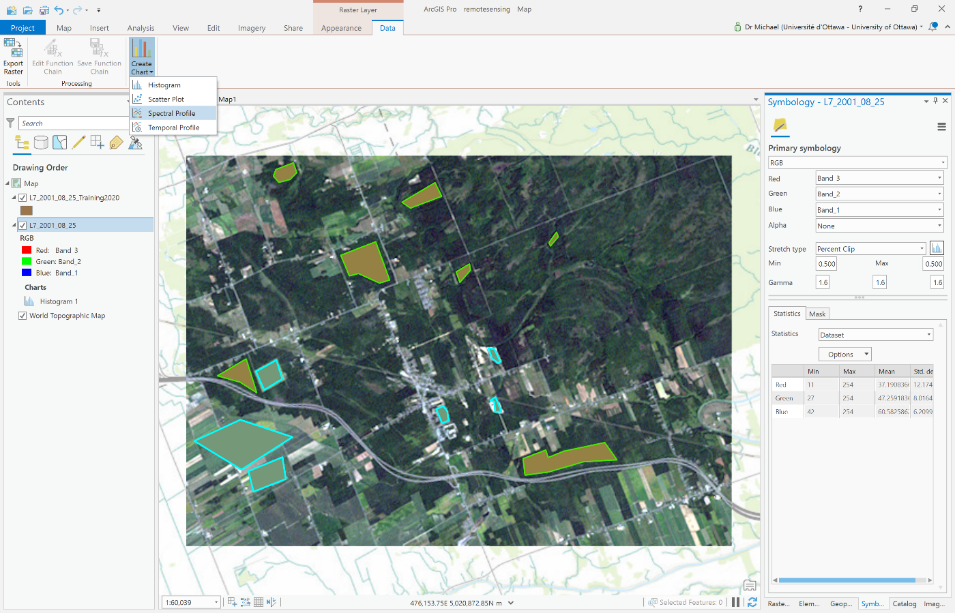 Raster Layer
ArcGIS Pro remotesensing Map
?
Project Map Insert Analysis View Edit Imagery Share Appearance Data
Dr Michael (Université d'Ottawa - University of Ottawa)
Export Raster
Edit Function Chain
Save Function Chain
Create Chart
Tools
Processing
Histogram
Scatter Plot
Spectral Profile
Temporal Profile
Contents
Search
Drawing Order
Map
L7_2001_08_25_Training2020
L7_2001_08_25
RGB
Red: Band_3
Green: Band_2
Blue: Band_1
Charts
Histogram 1
World Topographic Map
Map1
1:60,039
476,153.75E 5,020,872.85N m
Selected Features: 0
Symbology - L7_2001_08_25
Primary symbology
RGB
Red Band_3
Green Band_2
Blue Band_1
Alpha None
Stretch type Percent Clip
Min 0.500 Max 0.500
Gamma 1.6 1.6 1.6
Statistics Mask
Statistics Dataset
Options
Min Max Mean Std. de
Red 11 254 12.174
Green 27 254 8.0164
Blue 42 254 60.582586 6.2099
Raste... Elem... Geop... Symb... Catalog Imag...